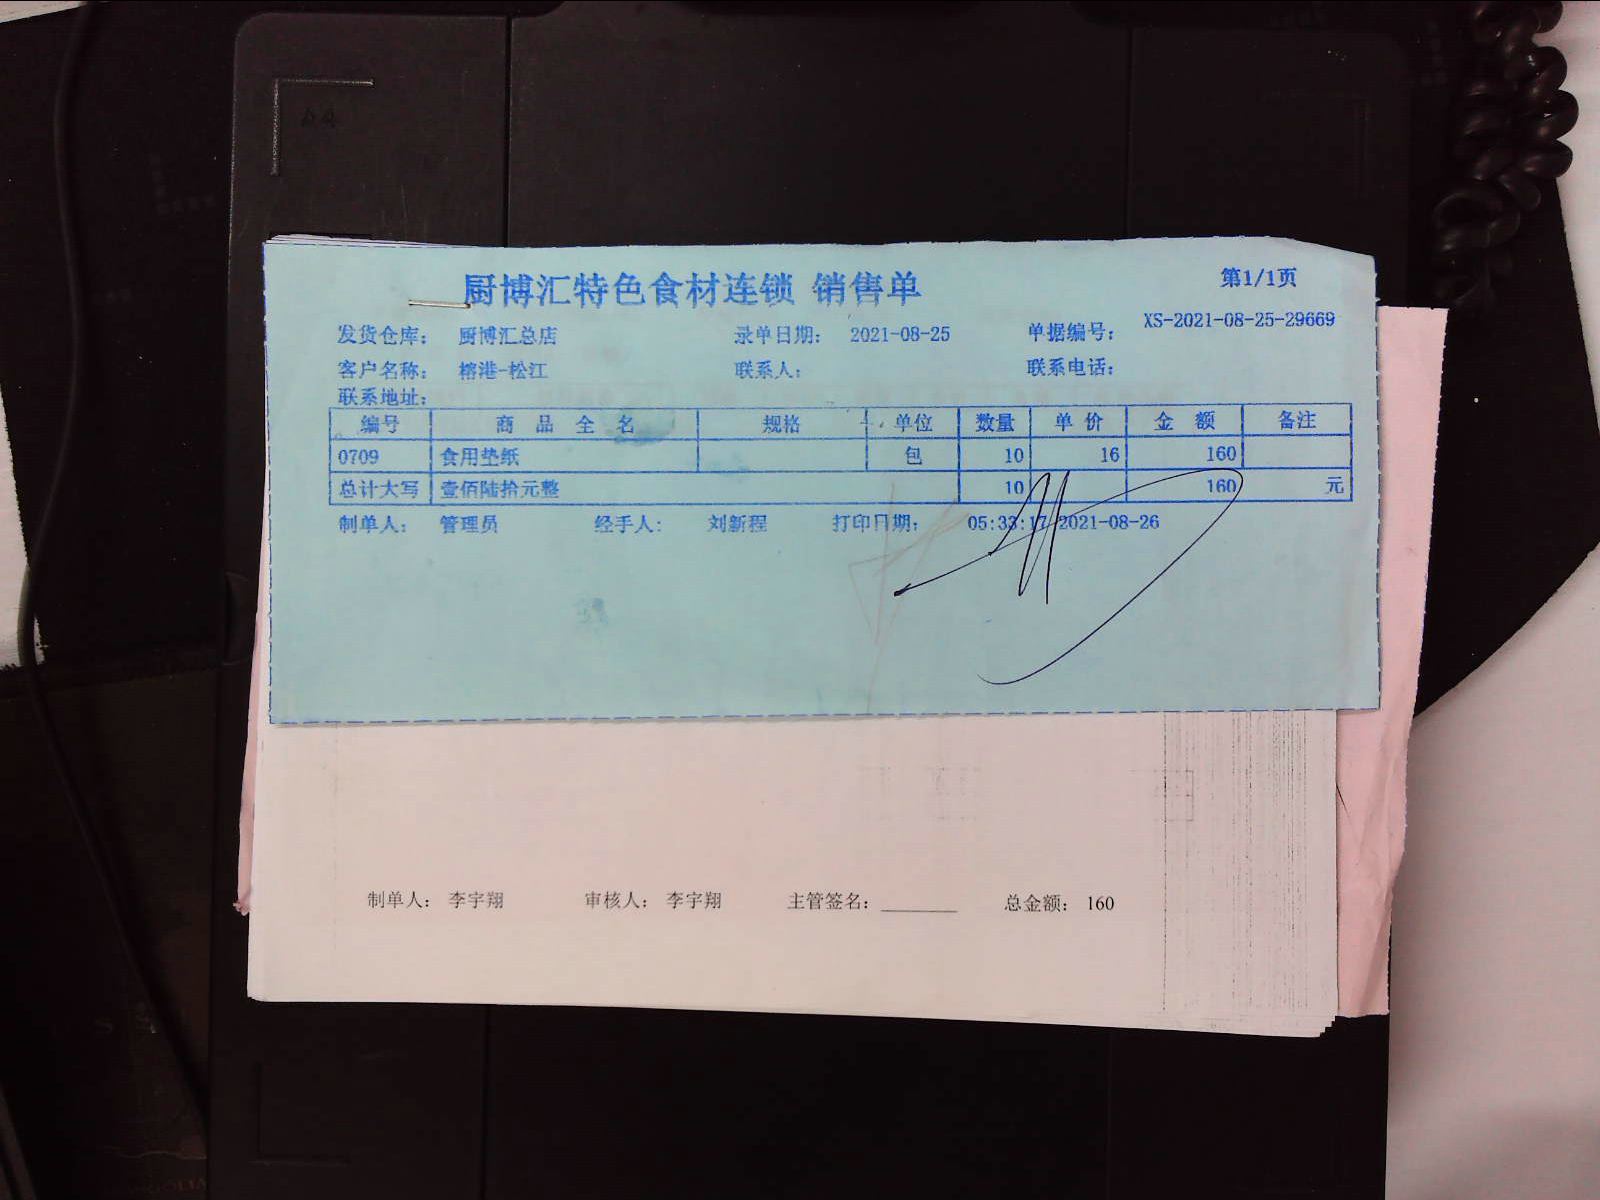 厨博汇特色食材连锁 销售单
第1/1页
发货仓库： 厨博汇总店 录单日期： 2021-08-25 单据编号： XS-2021-08-25-29669
客户名称： 榕港-松江 联系人： 联系电话：
联系地址：
编号 商品全名 规格 单位 数量 单价 金额 备注
0709 食用垫纸 包 10 16 160
总计大写 壹佰陆拾元整 10 160 元
制单人： 管理员 经手人： 刘新程 打印日期： 05:33:17 2021-08-26
制单人： 李宇翔 审核人： 李宇翔 主管签名：________ 总金额： 160